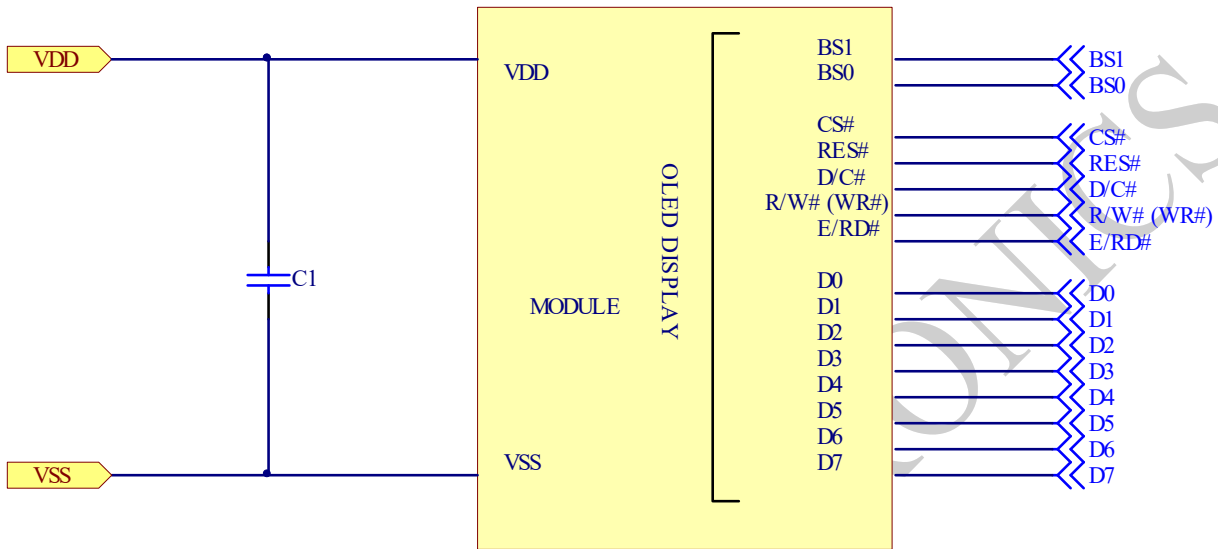 VDD
VSS
C1
VDD
VSS
MODULE
OLED DISPLAY
BS1
BS0
CS#
RES#
D/C#
R/W# (WR#)
E/RD#
D0
D1
D2
D3
D4
D5
D6
D7
BS1
BS0
CS#
RES#
D/C#
R/W# (WR#)
E/RD#
D0
D1
D2
D3
D4
D5
D6
D7
ONICS